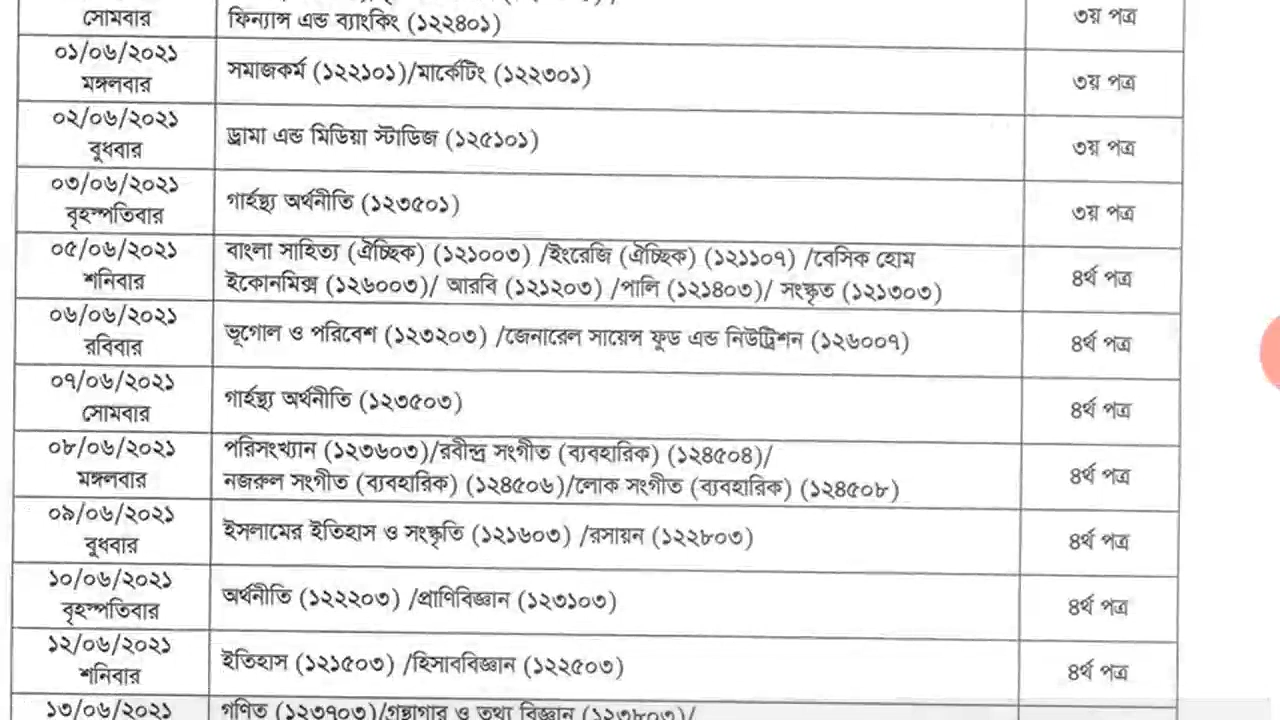 সোমবার
ফিন্যান্স এন্ড ব্যাংকিং (১২২৪০১)
৩য় পত্র
০১/০৬/২০২১
মঙ্গলবার
সমাজকর্ম (১২২১০১)/মার্কেটিং (১২২৩০১)
৩য় পত্র
০২/০৬/২০২১
বুধবার
ড্রামা এন্ড মিডিয়া স্টাডিজ (১২৫১০১)
৩য় পত্র
০৩/০৬/২০২১
বৃহস্পতিবার
গার্হস্থ্য অর্থনীতি (১২৩৫০১)
৩য় পত্র
০৫/০৬/২০২১
শনিবার
বাংলা সাহিত্য (ঐচ্ছিক) (১২১০০৩) /ইংরেজি (ঐচ্ছিক) (১২১১০৭) /বেসিক হোম
ইকোনমিক্স (১২৬০০৩)/ আরবি (১২১২০৩) /পালি (১২১৪০৩)/ সংস্কৃত (১২১৩০৩)
৪র্থ পত্র
০৬/০৬/২০২১
রবিবার
ভূগোল ও পরিবেশ (১২৩২০৩) /জেনারেল সায়েন্স ফুড এন্ড নিউট্রিশন (১২৬০০৭)
৪র্থ পত্র
০৭/০৬/২০২১
সোমবার
গার্হস্থ্য অর্থনীতি (১২৩৫০৩)
৪র্থ পত্র
০৮/০৬/২০২১
মঙ্গলবার
পরিসংখ্যান (১২৩৬০৩)/রবীন্দ্র সংগীত (ব্যবহারিক) (১২৪৫০৪)/
নজরুল সংগীত (ব্যবহারিক) (১২৪৫০৬)/লোক সংগীত (ব্যবহারিক) (১২৪৫০৮)
৪র্থ পত্র
০৯/০৬/২০২১
বুধবার
ইসলামের ইতিহাস ও সংস্কৃতি (১২১৬০৩) /রসায়ন (১২২৮০৩)
৪র্থ পত্র
১০/০৬/২০২১
বৃহস্পতিবার
অর্থনীতি (১২২২০৩) /প্রাণিবিজ্ঞান (১২৩১০৩)
৪র্থ পত্র
১২/০৬/২০২১
শনিবার
ইতিহাস (১২১৫০৩) /হিসাববিজ্ঞান (১২২৫০৩)
৪র্থ পত্র
১৩/০৬/২০২১
গণিত (১২৩৭০৩)/গ্রন্থাগার ও তথ্য বিজ্ঞান (১২৩৮০৩)/